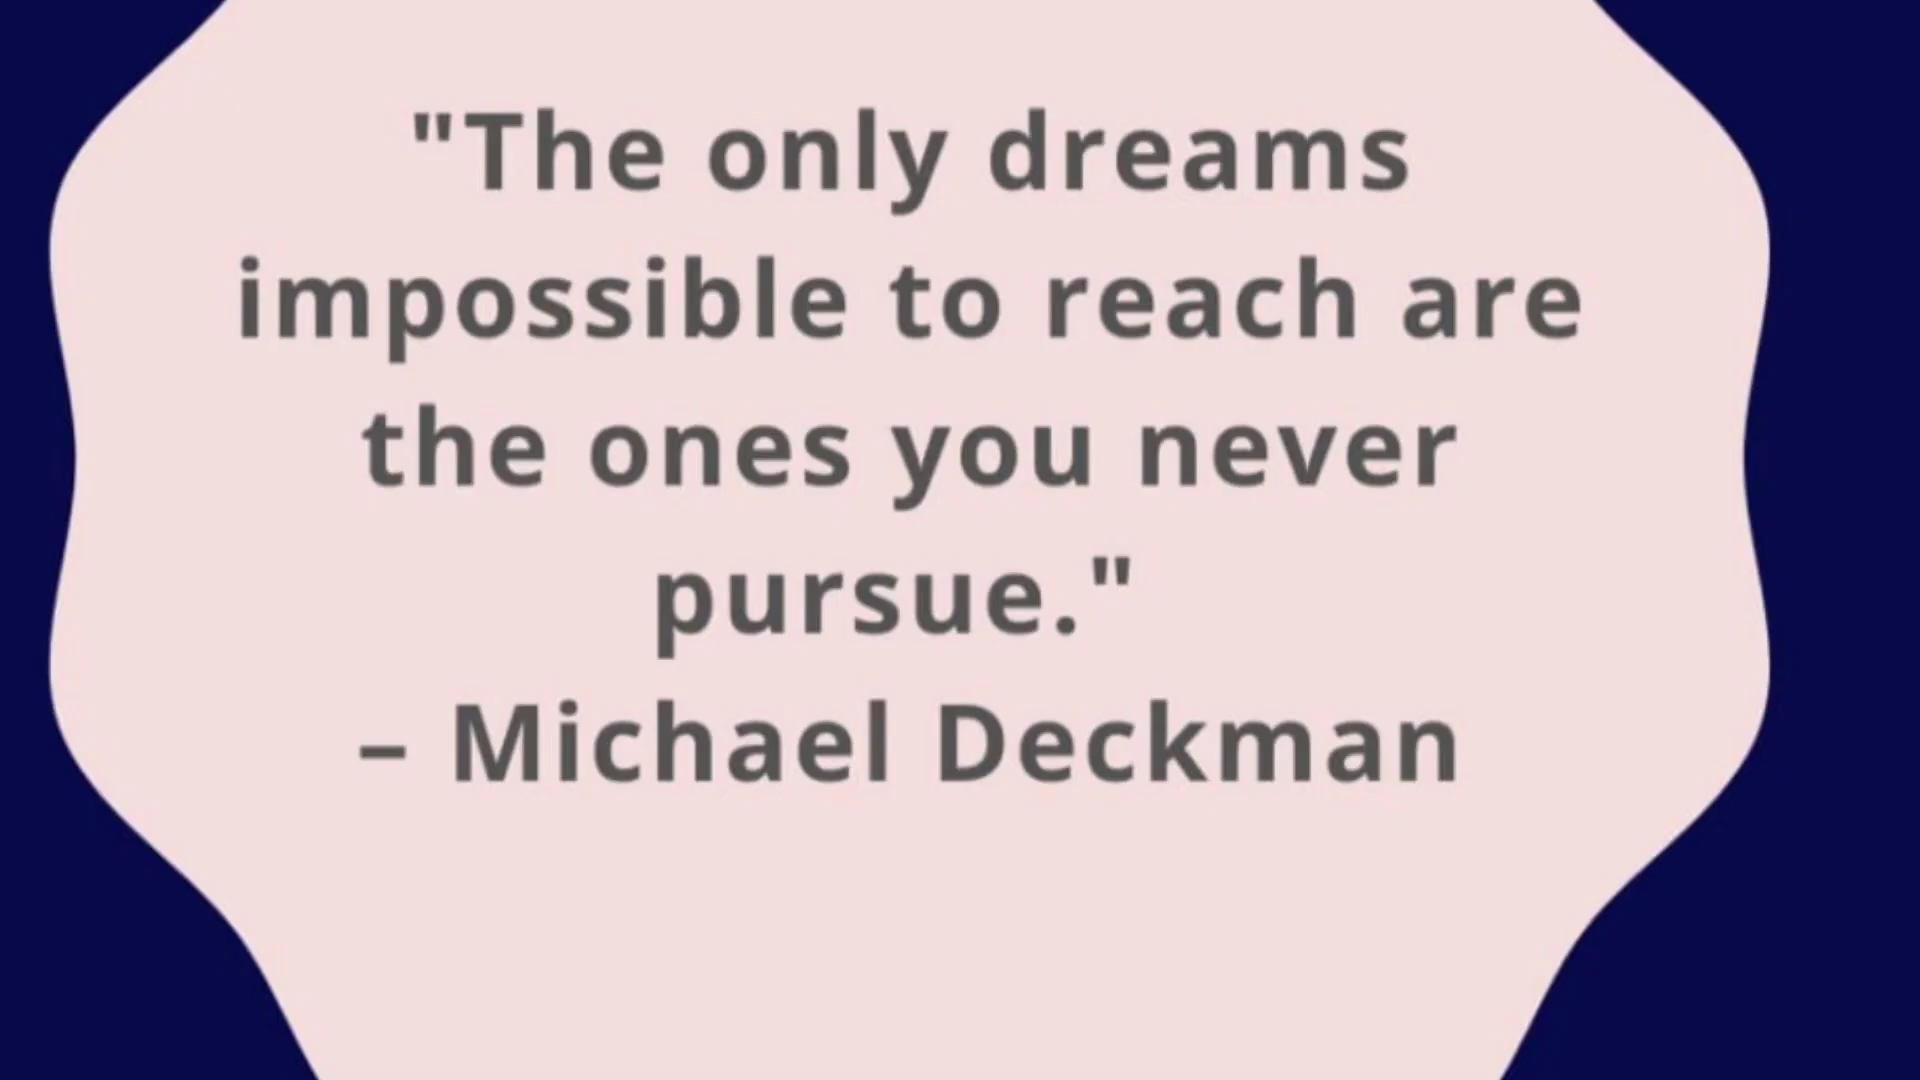 "The only dreams
impossible to reach are
the ones you never
pursue."
– Michael Deckman